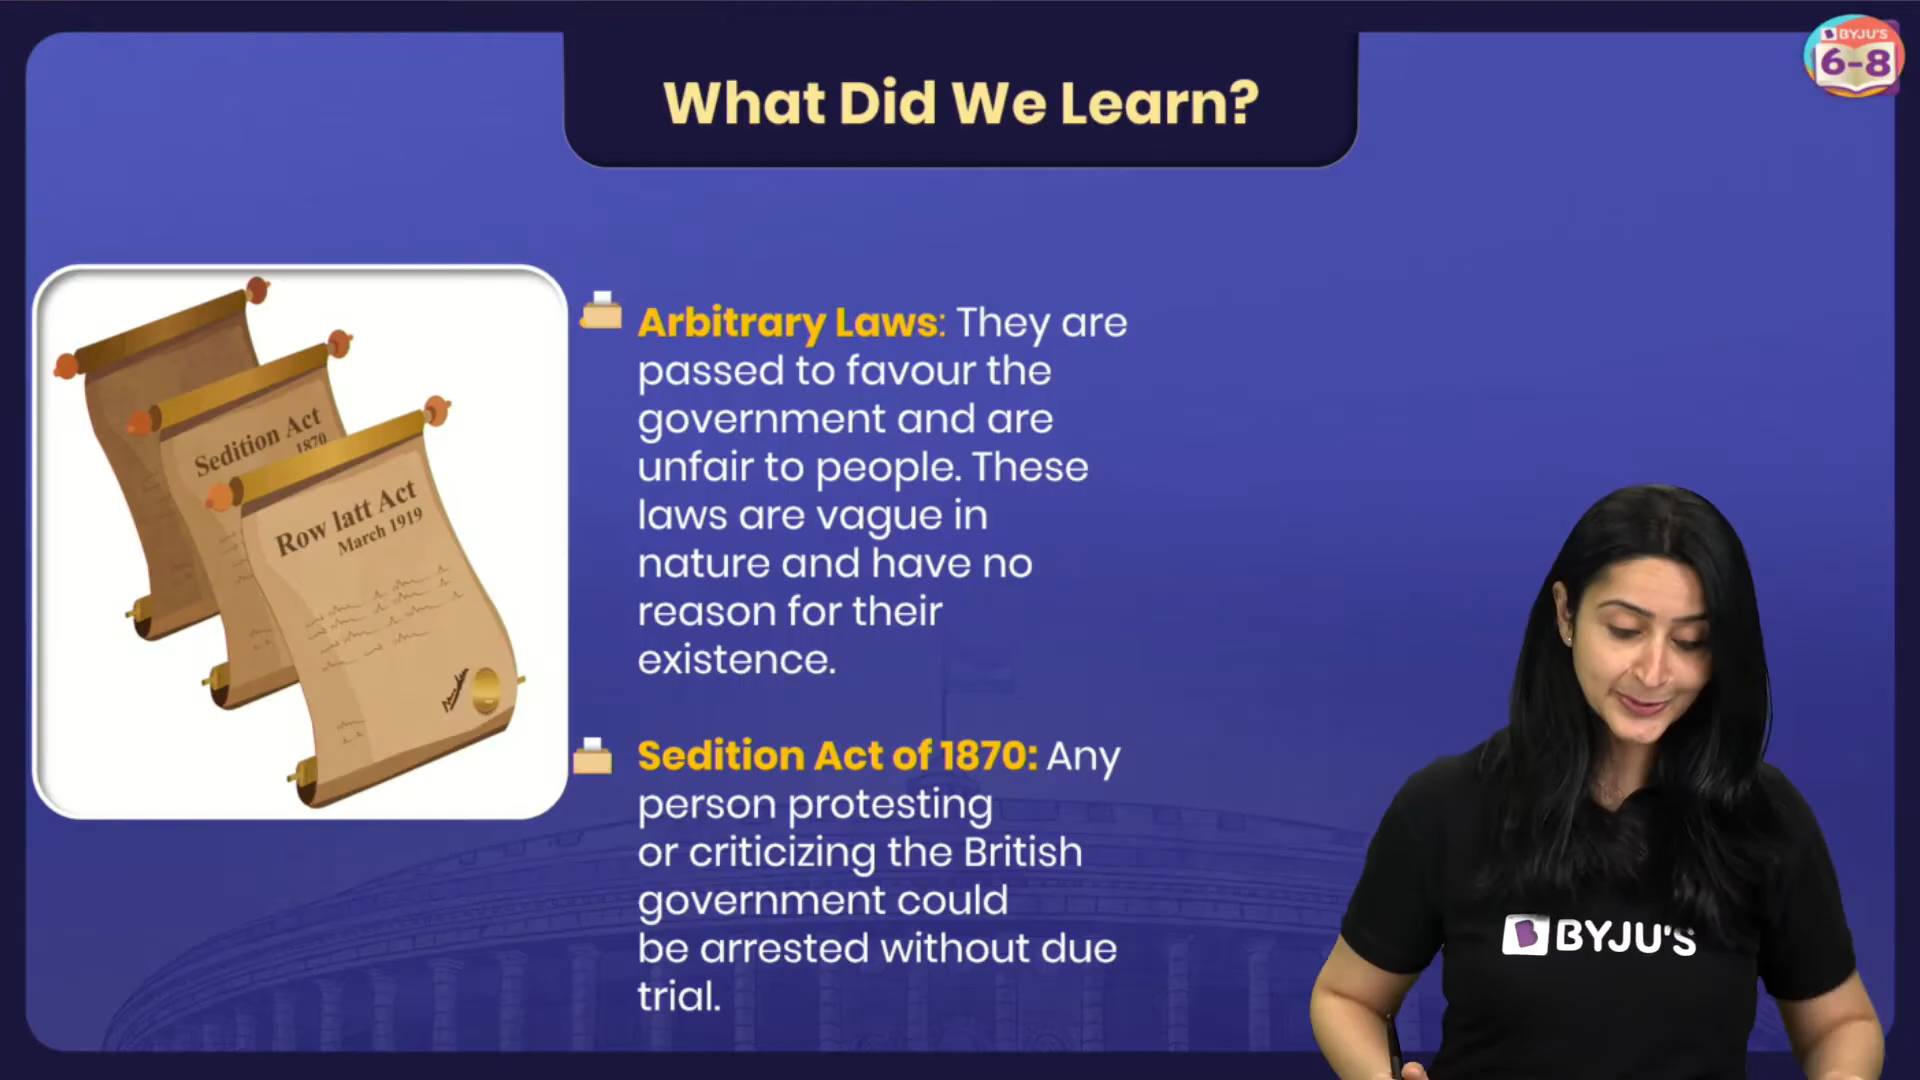 What Did We Learn?
BYJU'S
6-8
Sedition Act
1870
Row latt Act
March 1919
Arbitrary Laws: They are
passed to favour the
government and are
unfair to people. These
laws are vague in
nature and have no
reason for their
existence.
Sedition Act of 1870: Any
person protesting
or criticizing the British
government could
be arrested without due
trial.
BYJU'S